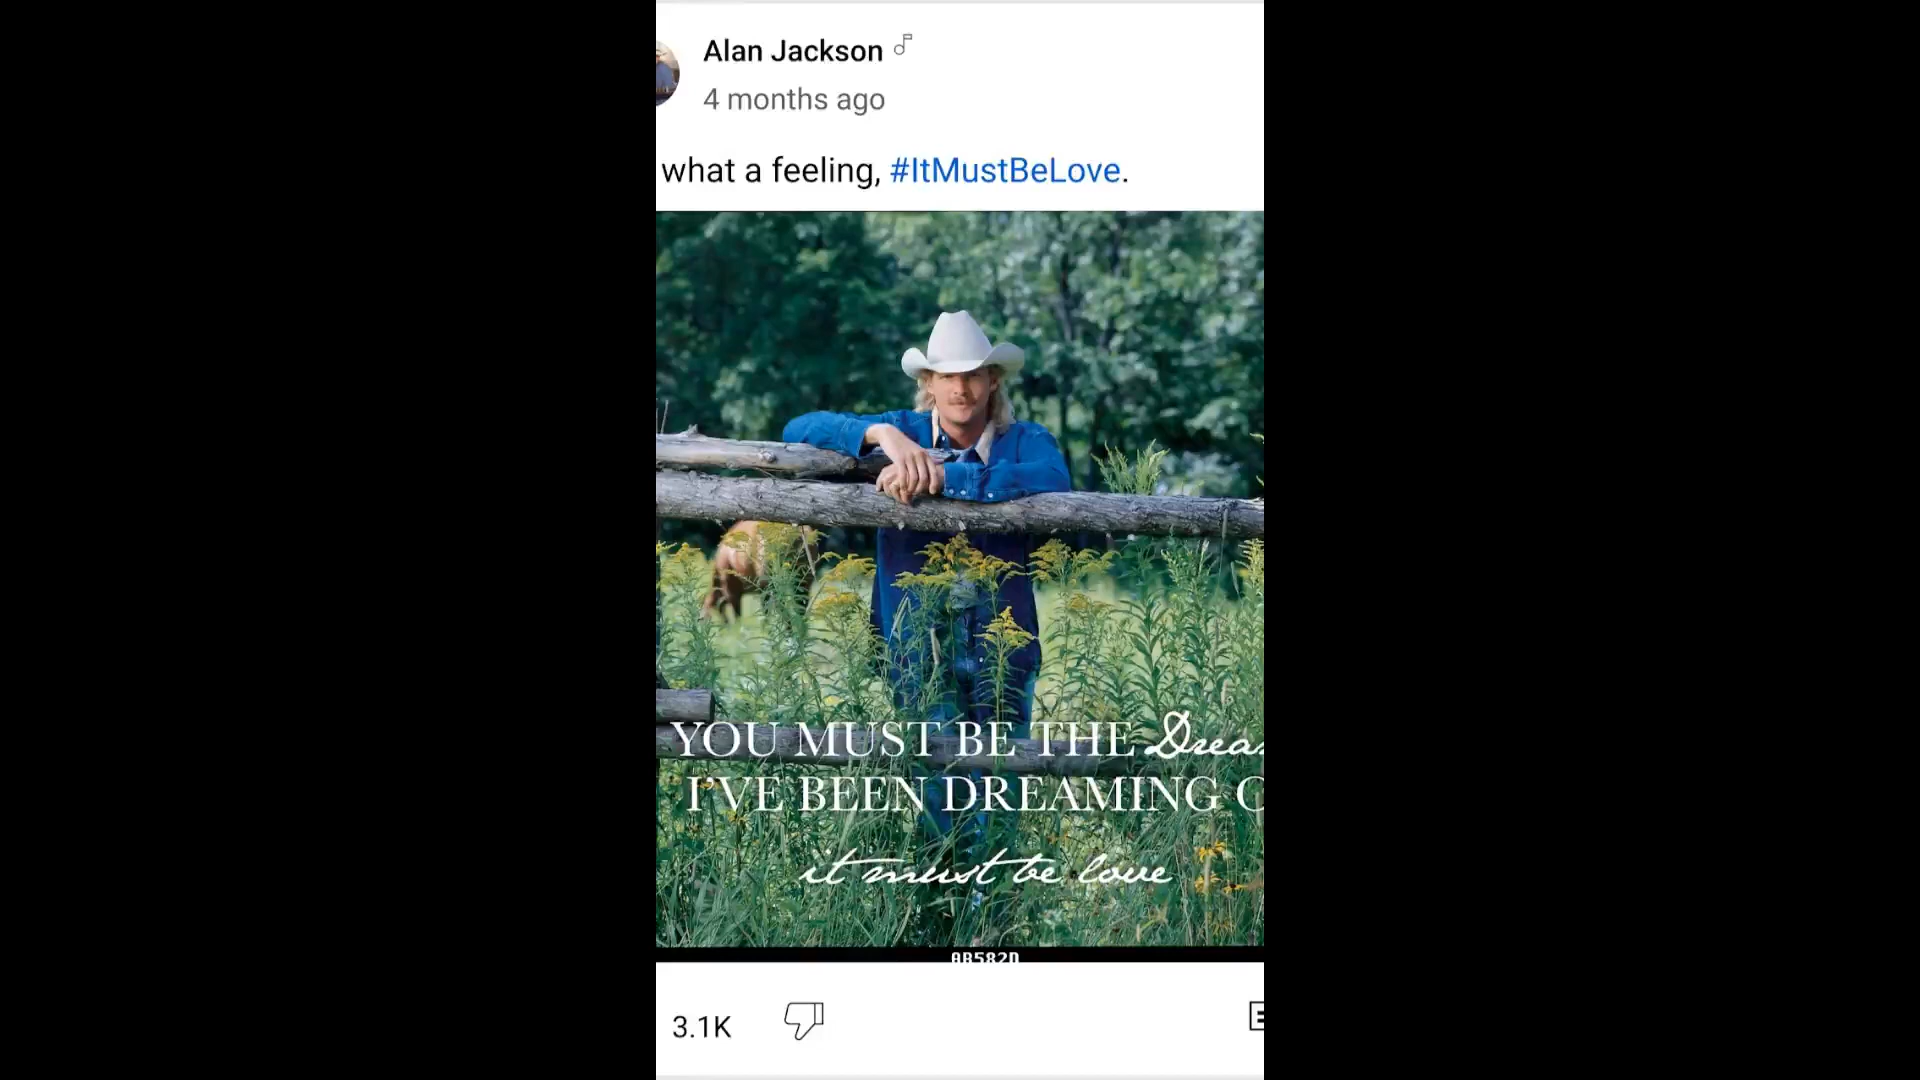 Alan Jackson
4 months ago
what a feeling, #ItMustBeLove.
YOU MUST BE THE
I'VE BEEN DREAMING
it must be love
AB582D
3.1K